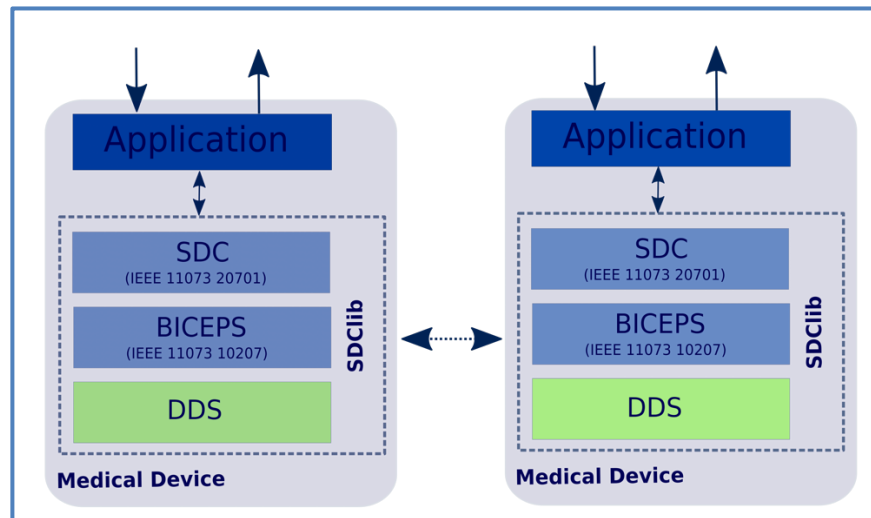 Application
SDC
(IEEE 11073 20701)
BICEPS
(IEEE 11073 10207)
DDS
SDClib
Medical Device
Application
SDC
(IEEE 11073 20701)
BICEPS
(IEEE 11073 10207)
DDS
SDClib
Medical Device